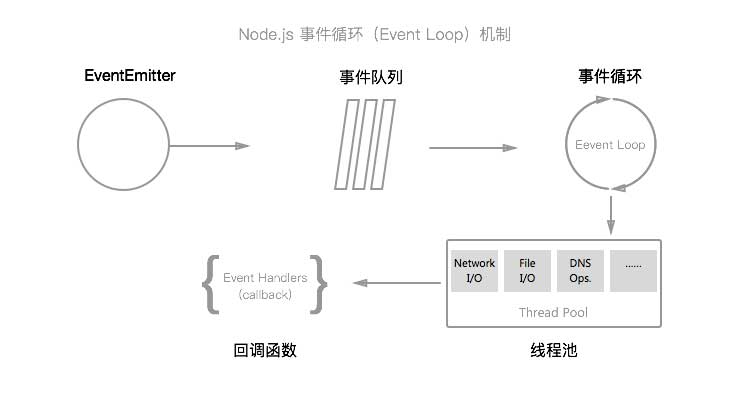 Node.js 事件循环（Event Loop）机制
EventEmitter
事件队列
事件循环
Eevent Loop
Network
I/O
File
I/O
DNS
Ops.
......
Thread Pool
Event Handlers
(callback)
回调函数
线程池